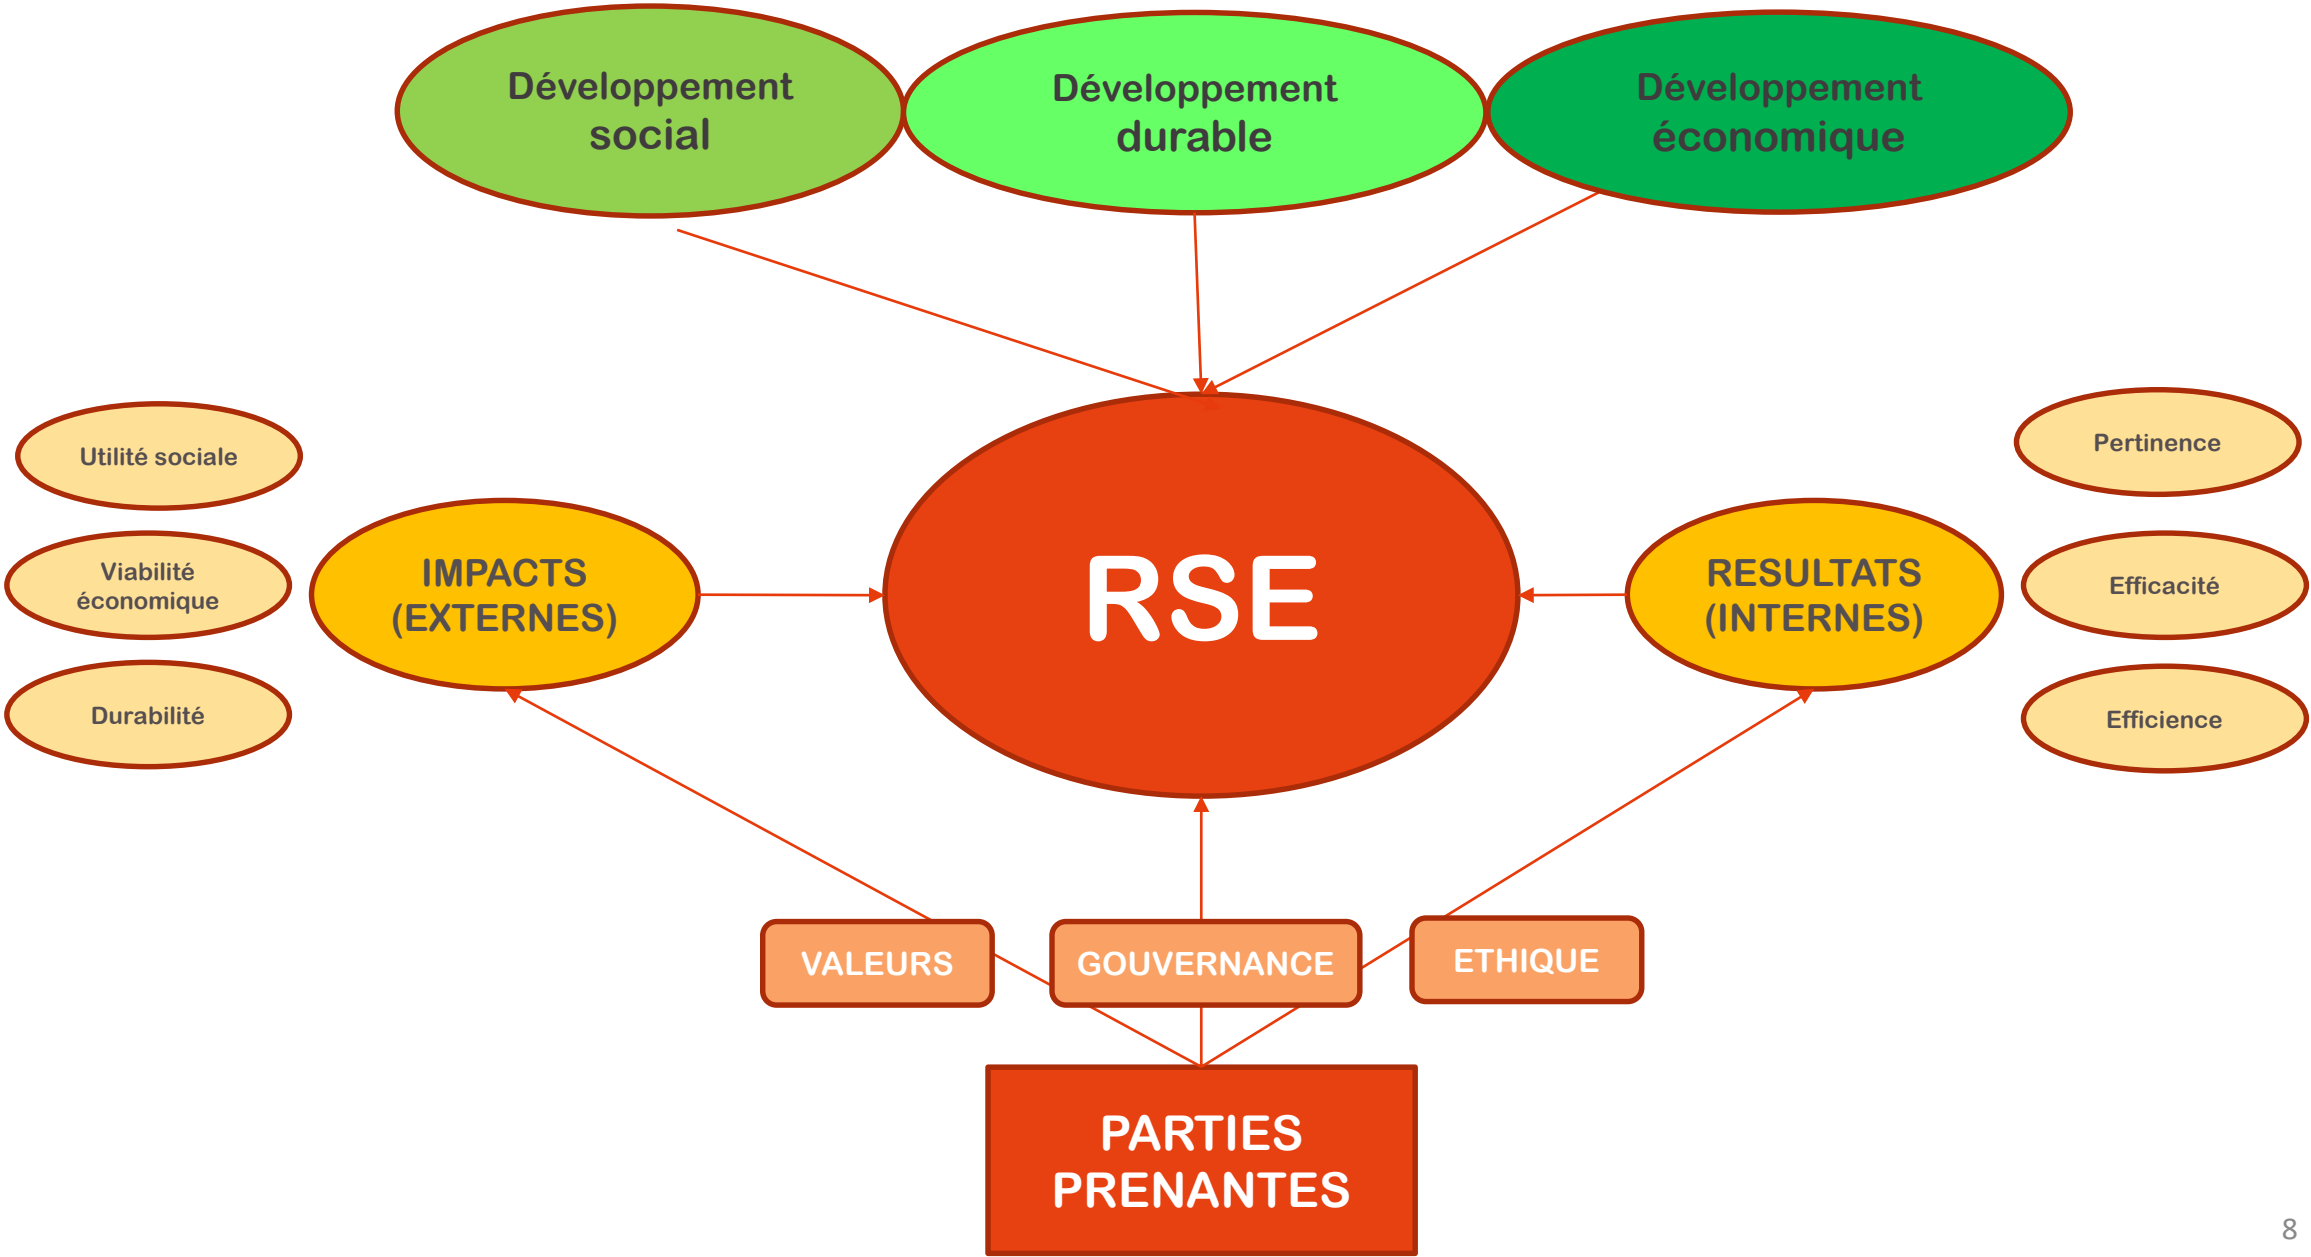 Développement
social
Développement
durable
Développement
économique
Utilité sociale
Viabilité
économique
Durabilité
IMPACTS
(EXTERNES)
RSE
RESULTATS
(INTERNES)
Pertinence
Efficacité
Efficience
VALEURS
GOUVERNANCE
ETHIQUE
PARTIES
PRENANTES
8